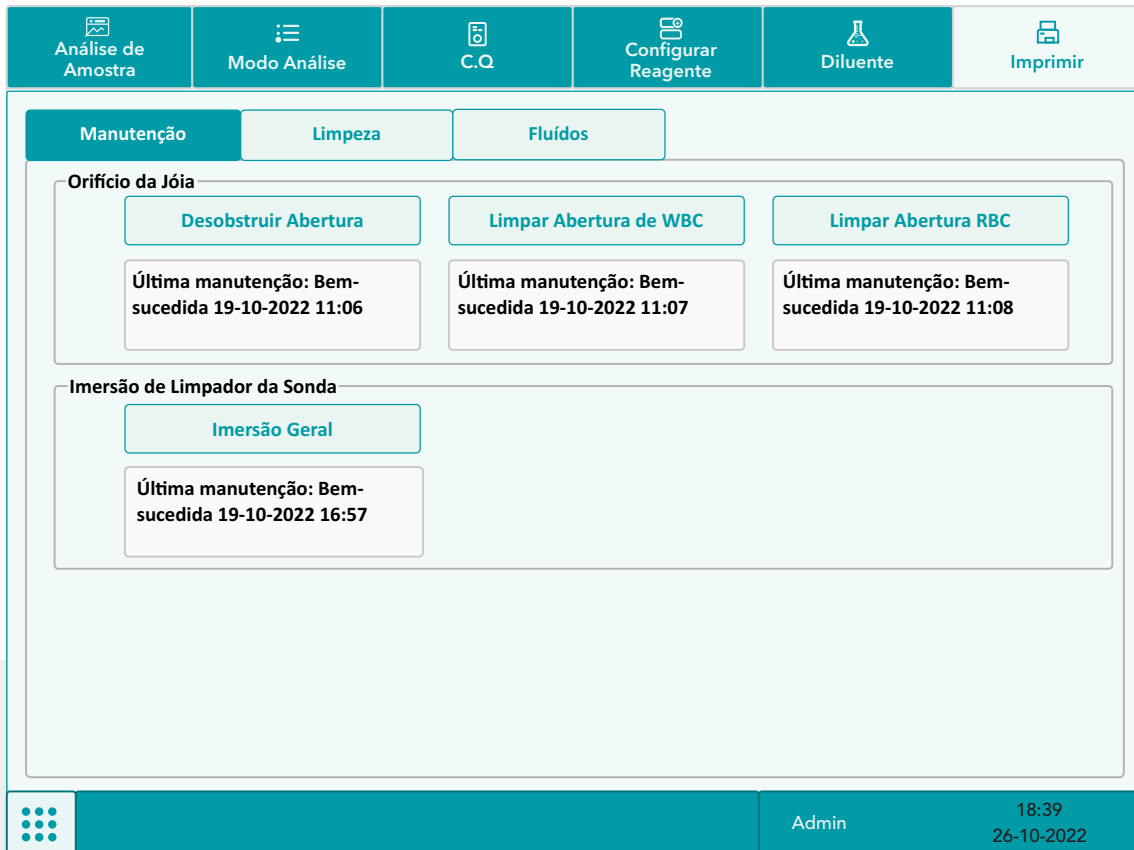 Análise de
Amostra
Modo Análise
C.Q
Configurar
Reagente
Diluente
Imprimir
Manutenção
Limpeza
Fluídos
Orifício da Jóia
Desobstruir Abertura
Limpar Abertura de WBC
Limpar Abertura RBC
Última manutenção: Bem-
sucedida 19-10-2022 11:06
Última manutenção: Bem-
sucedida 19-10-2022 11:07
Última manutenção: Bem-
sucedida 19-10-2022 11:08
Imersão de Limpador da Sonda
Imersão Geral
Última manutenção: Bem-
sucedida 19-10-2022 16:57
Admin
18:39
26-10-2022